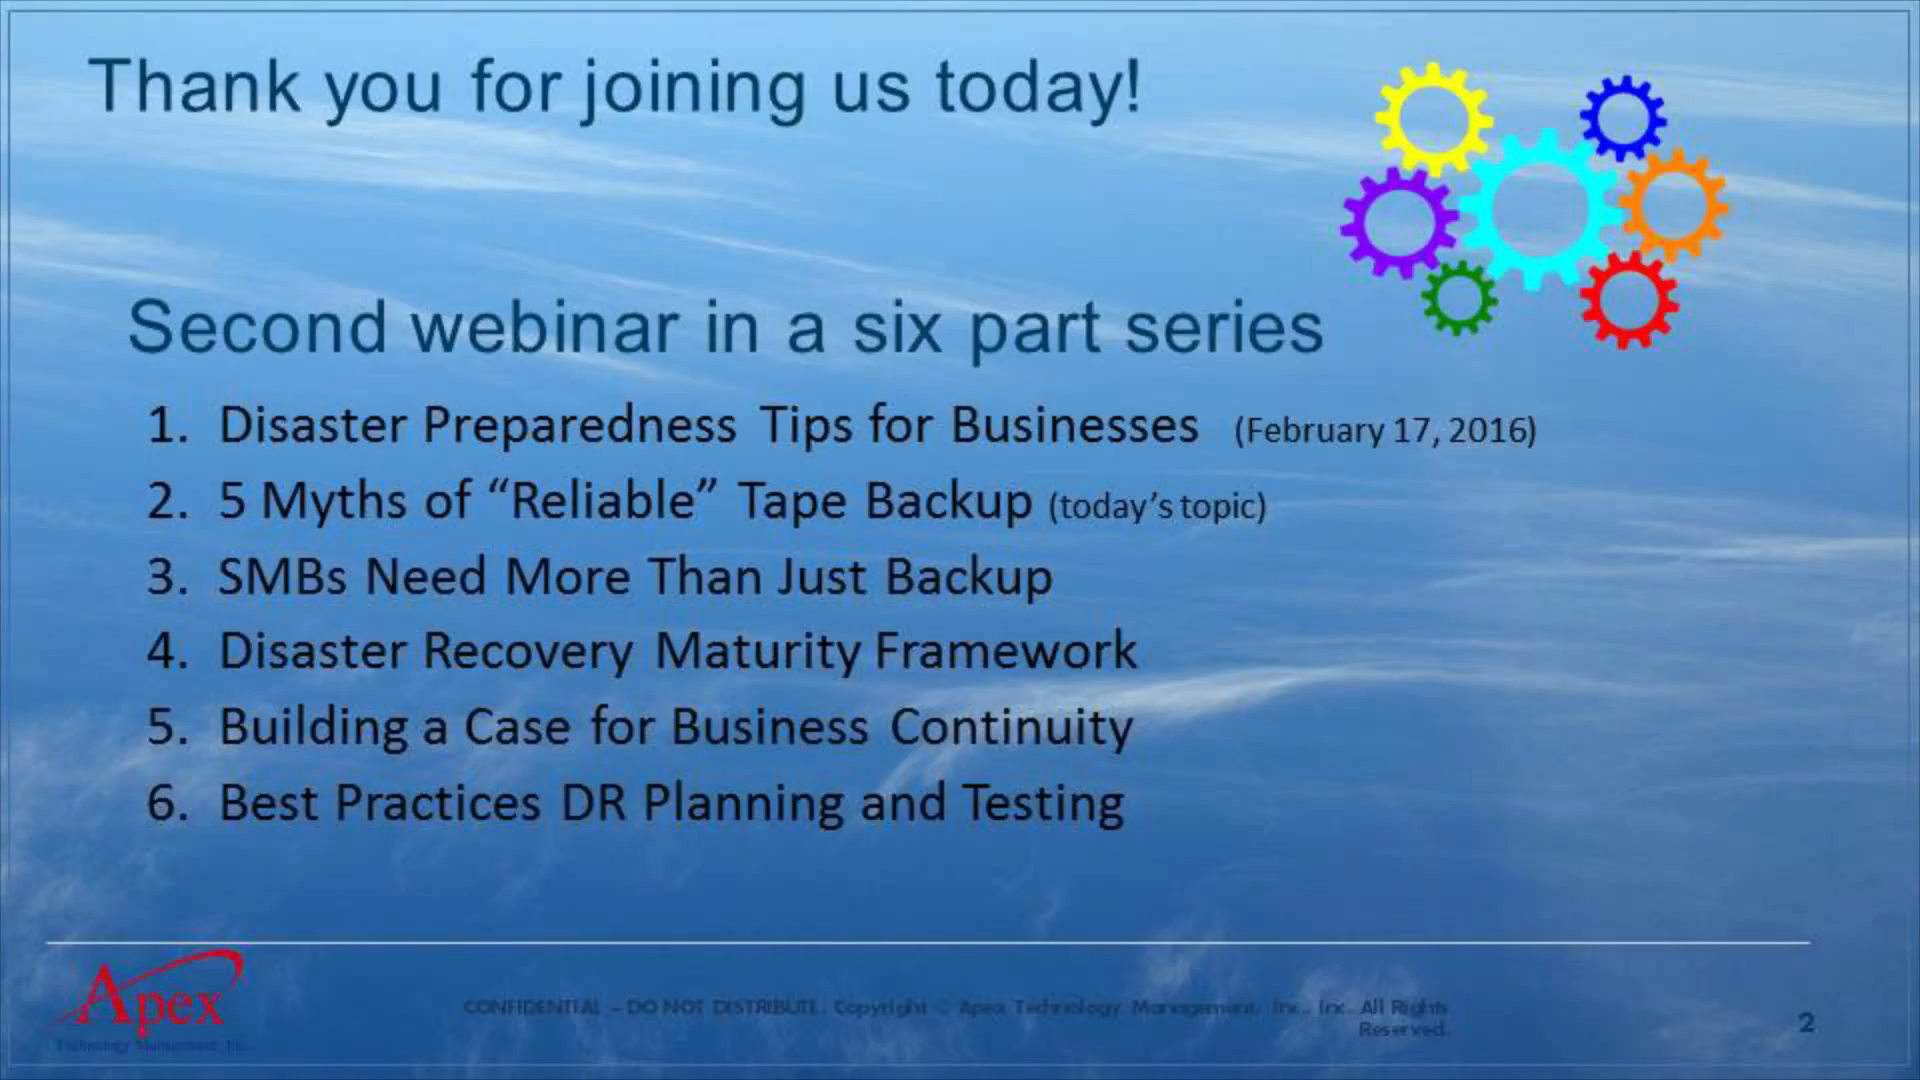 Thank you for joining us today!
Second webinar in a six part series
1. Disaster Preparedness Tips for Businesses (February 17, 2016)
2. 5 Myths of “Reliable” Tape Backup (today’s topic)
3. SMBs Need More Than Just Backup
4. Disaster Recovery Maturity Framework
5. Building a Case for Business Continuity
6. Best Practices DR Planning and Testing
Apex
Technology Management, Inc.
CONFIDENTIAL – DO NOT DISTRIBUTE. Copyright © Apex Technology Management, Inc., Inc. All Rights
Reserved.
2